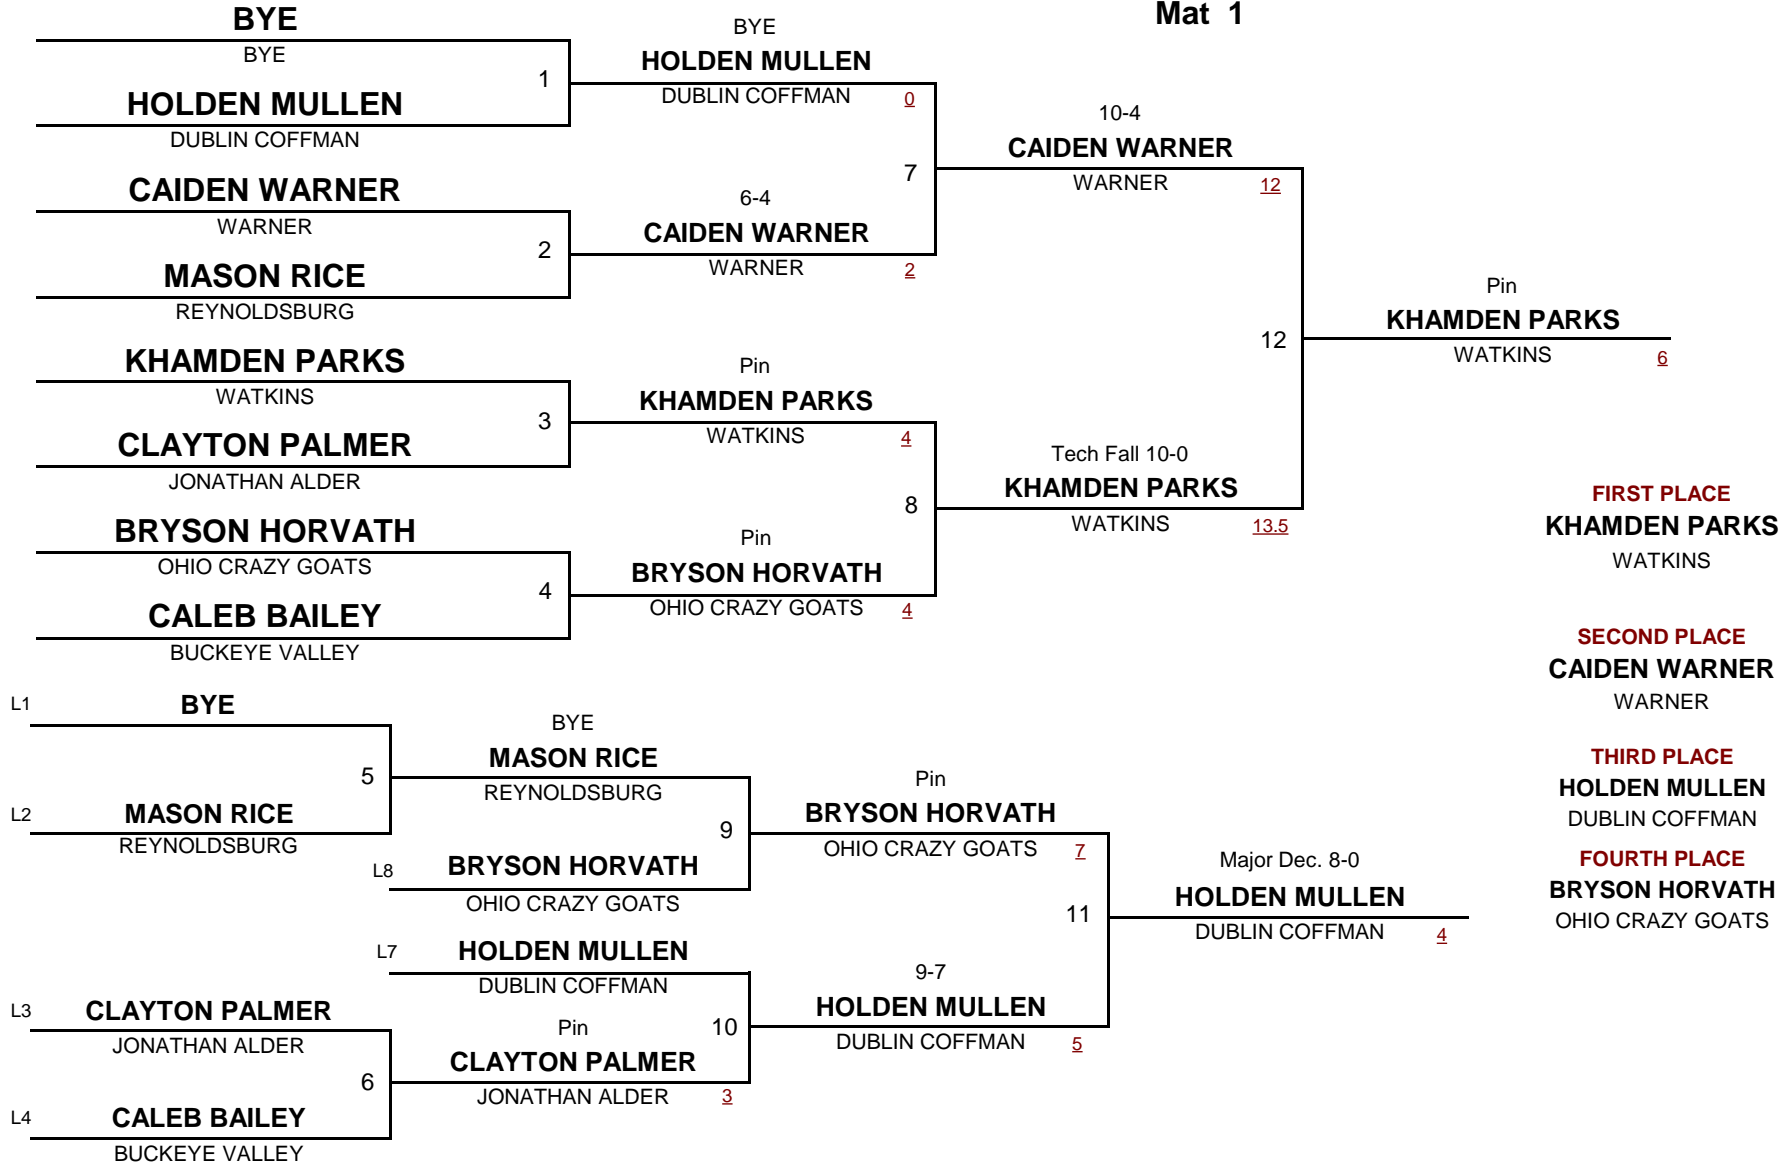 Mat 1
BYE
BYE
1
HOLDEN MULLEN
DUBLIN COFFMAN
CAIDEN WARNER
WARNER
2
MASON RICE
REYNOLDSBURG
KHAMDEN PARKS
WATKINS
3
CLAYTON PALMER
JONATHAN ALDER
BRYSON HORVATH
OHIO CRAZY GOATS
4
CALEB BAILEY
BUCKEYE VALLEY
BYE
HOLDEN MULLEN
DUBLIN COFFMAN 0
7
6-4
CAIDEN WARNER
WARNER 2
Pin
KHAMDEN PARKS
WATKINS 4
8
Pin
BRYSON HORVATH
OHIO CRAZY GOATS 4
10-4
CAIDEN WARNER
WARNER 12
12
Tech Fall 10-0
KHAMDEN PARKS
WATKINS 13.5
Pin
KHAMDEN PARKS
WATKINS 6
L1 BYE
5
L2 MASON RICE
REYNOLDSBURG
L3 CLAYTON PALMER
JONATHAN ALDER
6
L4 CALEB BAILEY
BUCKEYE VALLEY
BYE
MASON RICE
REYNOLDSBURG
9
L8 BRYSON HORVATH
OHIO CRAZY GOATS
L7 HOLDEN MULLEN
DUBLIN COFFMAN
10
Pin
CLAYTON PALMER
JONATHAN ALDER 3
Pin
BRYSON HORVATH
OHIO CRAZY GOATS 7
11
9-7
HOLDEN MULLEN
DUBLIN COFFMAN 5
Major Dec. 8-0
HOLDEN MULLEN
DUBLIN COFFMAN 4
FIRST PLACE
KHAMDEN PARKS
WATKINS
SECOND PLACE
CAIDEN WARNER
WARNER
THIRD PLACE
HOLDEN MULLEN
DUBLIN COFFMAN
FOURTH PLACE
BRYSON HORVATH
OHIO CRAZY GOATS